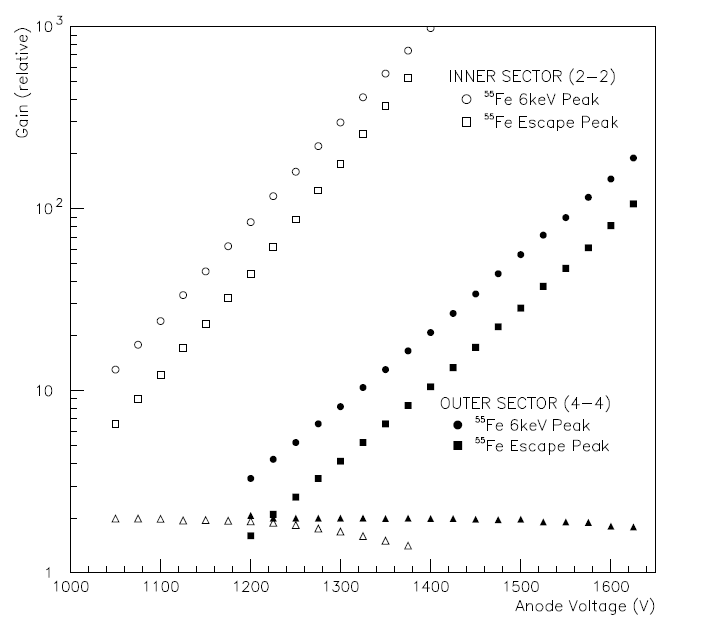 Gain (relative)
10³
10²
10
1
INNER SECTOR (2-2)
⁵⁵Fe 6keV Peak
⁵⁵Fe Escape Peak
OUTER SECTOR (4-4)
⁵⁵Fe 6keV Peak
⁵⁵Fe Escape Peak
1000 1100 1200 1300 1400 1500 1600
Anode Voltage (V)